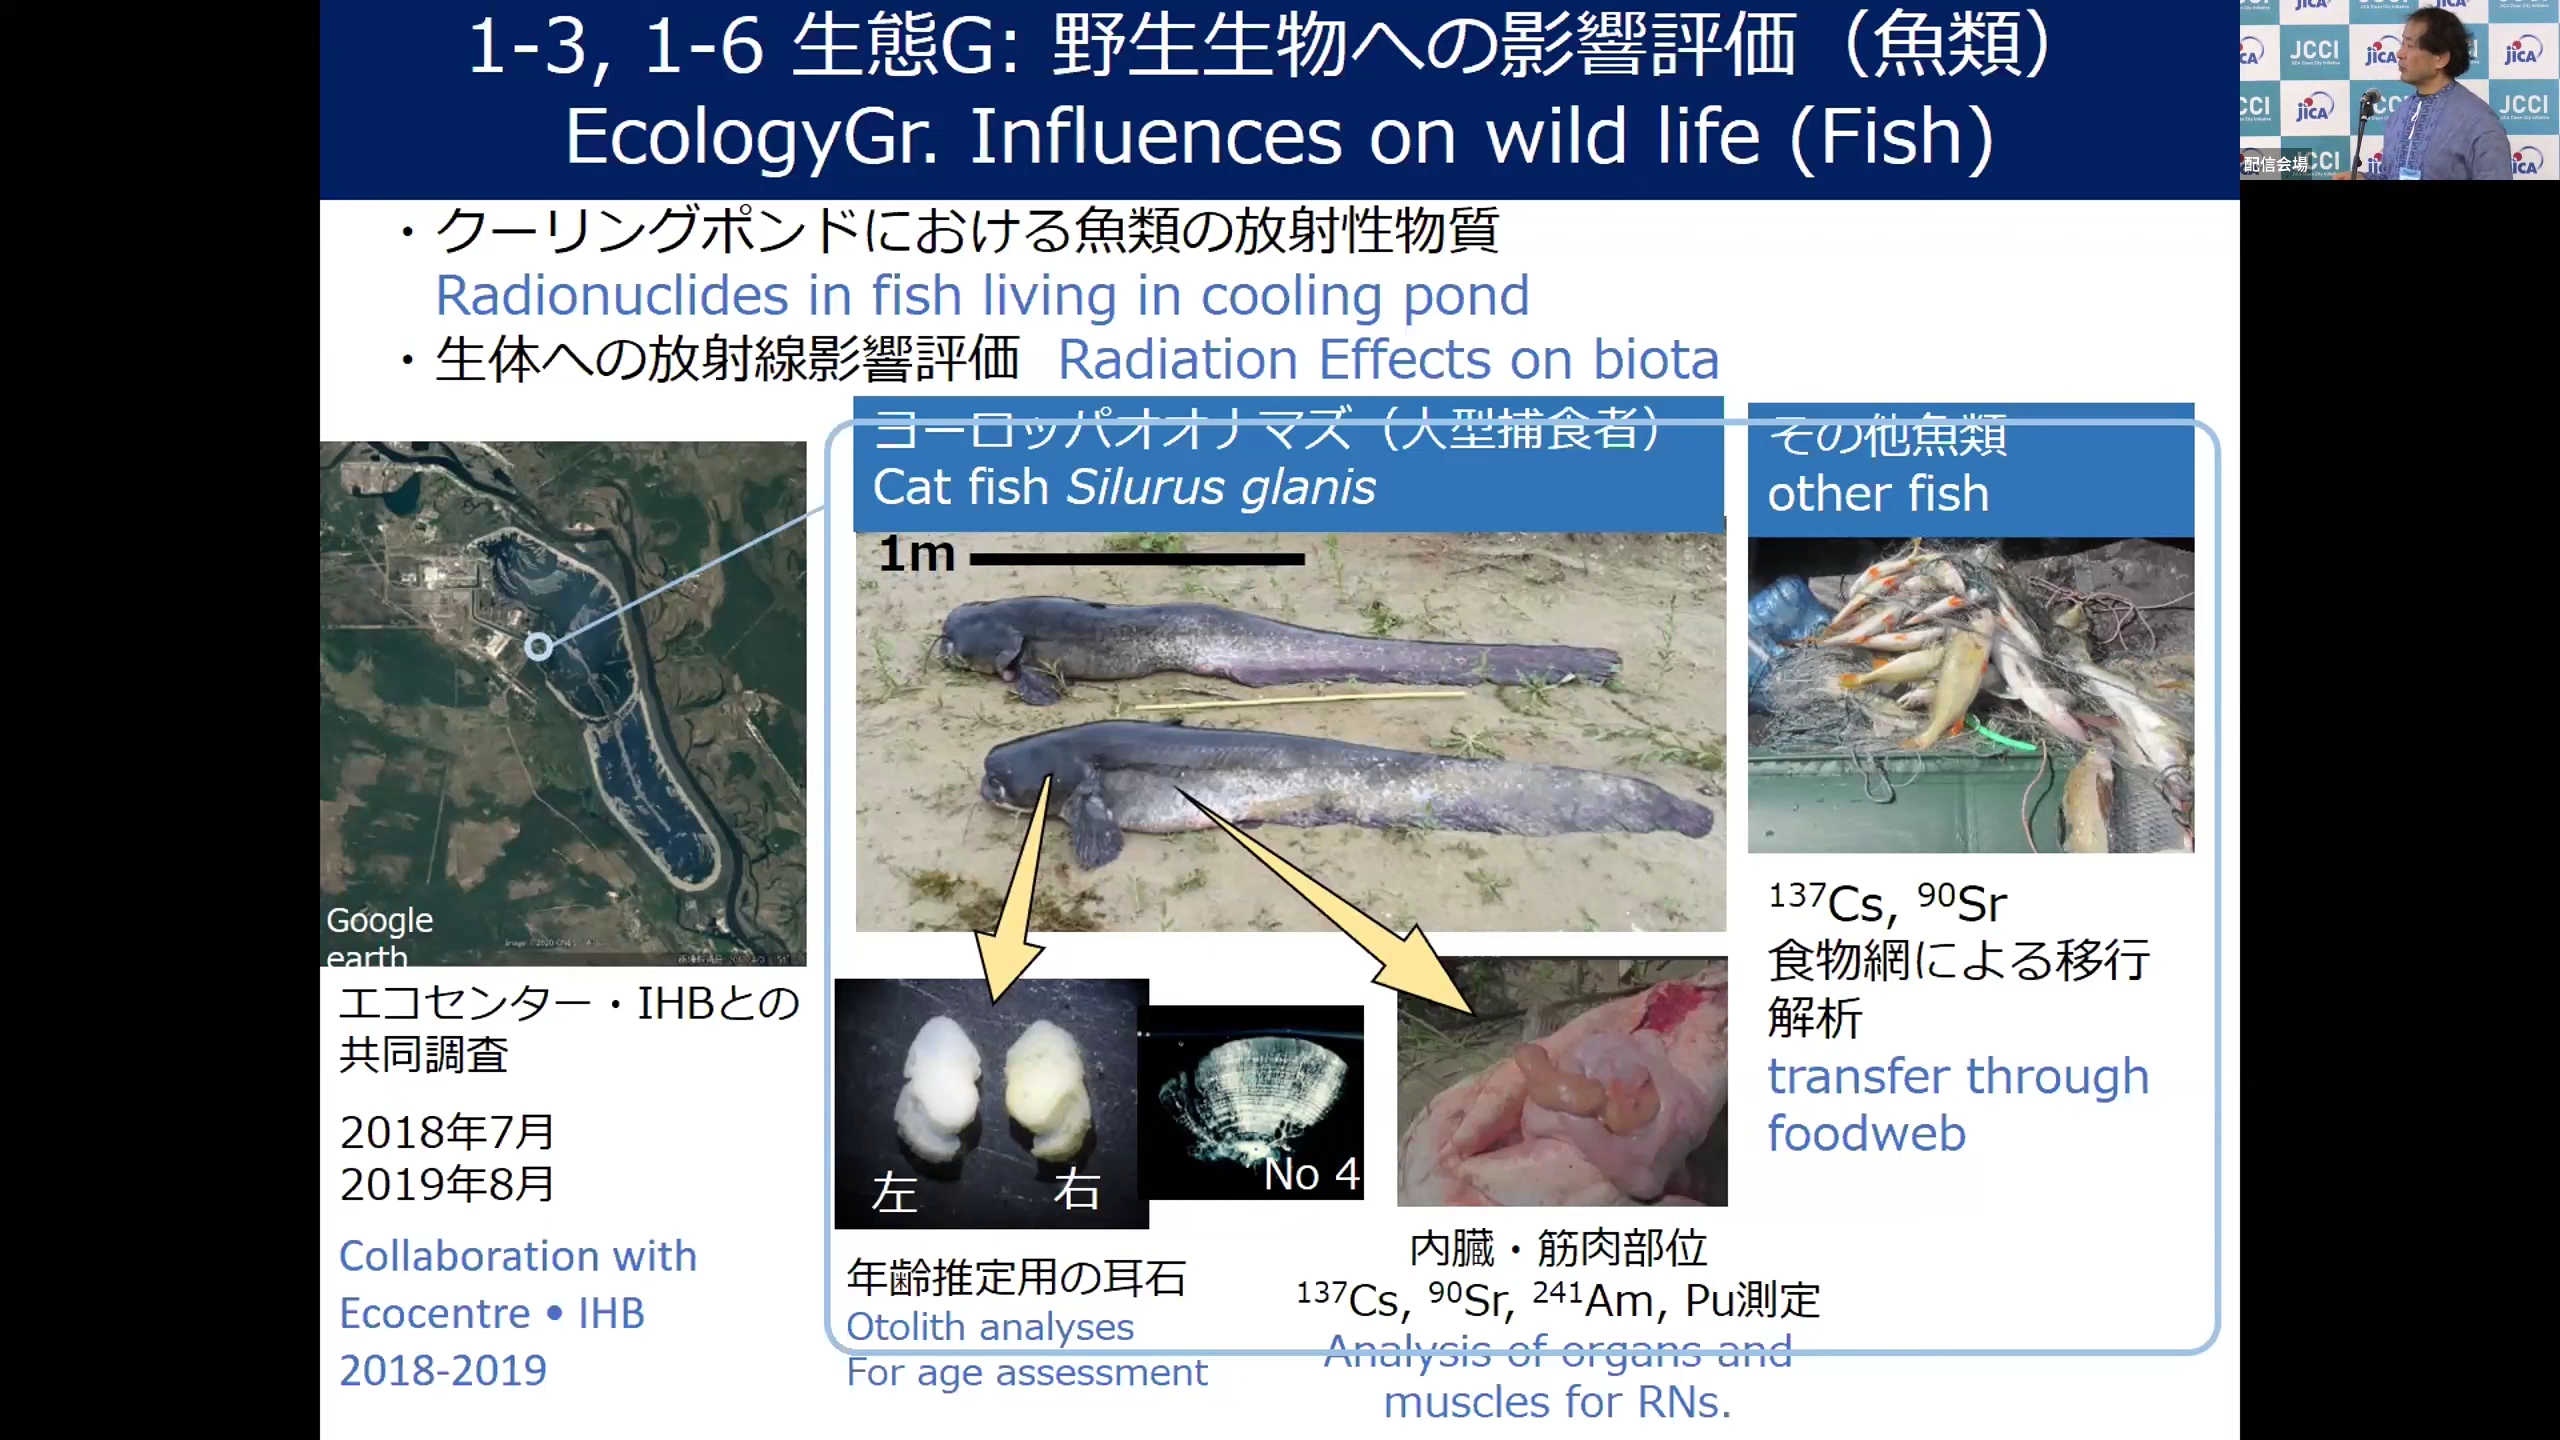 1-3, 1-6 生態G: 野生生物への影響評価（魚類）
EcologyGr. Influences on wild life (Fish)
・クーリングポンドにおける魚類の放射性物質
Radionuclides in fish living in cooling pond
・生体への放射線影響評価 Radiation Effects on biota
ヨーロッパオオナマズ（大型捕食者）
Cat fish Silurus glanis
1m
その他魚類
other fish
Google
earth
エコセンター・IHBとの
共同調査
2018年7月
2019年8月
Collaboration with
Ecocentre • IHB
2018-2019
左 右
No 4
年齢推定用の耳石
Otolith analyses
For age assessment
内臓・筋肉部位
137Cs, 90Sr, 241Am, Pu測定
Analysis of organs and
muscles for RNs.
137Cs, 90Sr
食物網による移行
解析
transfer through
foodweb
JCCI
JICA
配信会場